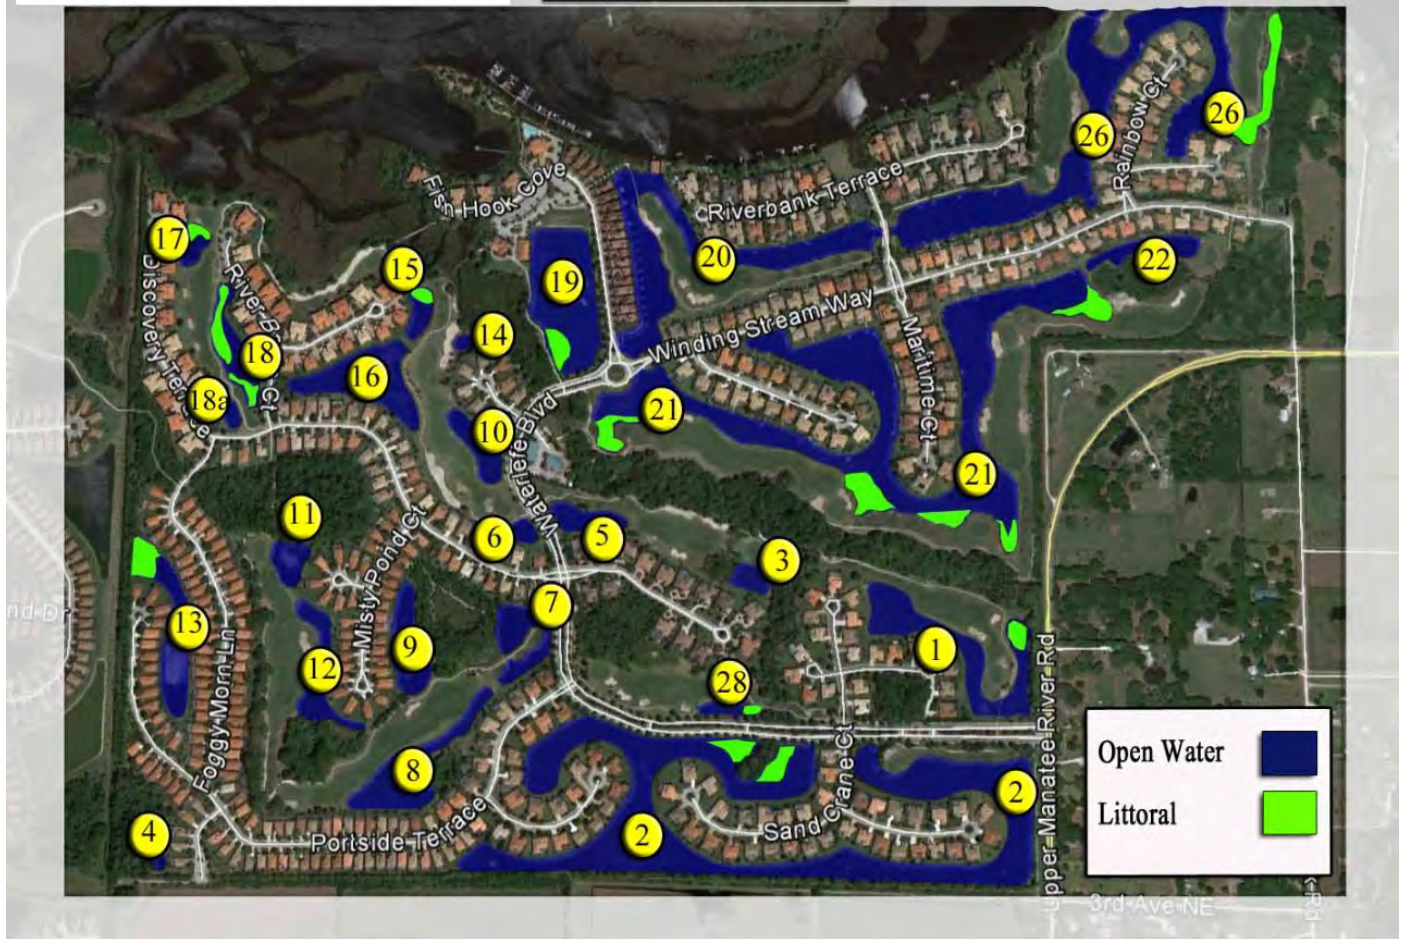 26
26
Rainbow Ct
Fish Hook Cove
Riverbank Terrace
17
15
20
22
19
Discovery Terrace
14
Winding Stream Way
Maritime Ct
18
16
18a
Ct
21
10
Waterlefe Blvd
21
11
Misty Pond Ct
6
5
3
7
13
12
9
1
28
nd Dr
Foggy Morn Ln
Upper Manatee River Rd
Sand Crane Ct
8
2
4
2
Portside Terrace
Open Water
Littoral
3rd Ave NE
Rd